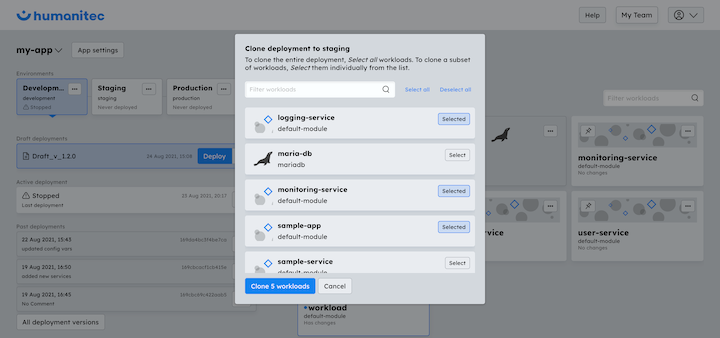 humanitec
Help
My Team
my-app
App settings
Environments
Developm...
development
Stopped
Staging
staging
Never deployed
Production
production
Never deployed
Filter workloads
Draft deployments
Draft_v_1.2.0
24 Aug 2021, 13:08
Deploy
Active deployment
Stopped
Last deployment
23 Aug 2021, 20:17
Past deployments
22 Aug 2021, 15:43
updated config vars
19 Aug 2021, 16:50
added new services
19 Aug 2021, 16:45
No Comment
All deployment versions
Clone deployment to staging
To clone the entire deployment, Select all workloads. To clone a subset
of workloads, Select them individually from the list.
Filter workloads
Select all
Deselect all
logging-service
default-module
Selected
maria-db
mariadb
Select
monitoring-service
default-module
Selected
sample-app
default-module
Selected
sample-service
default-module
Select
Clone 5 workloads
Cancel
workload
default-module
Has changes
monitoring-service
default-module
No changes
user-service
default-module
No changes